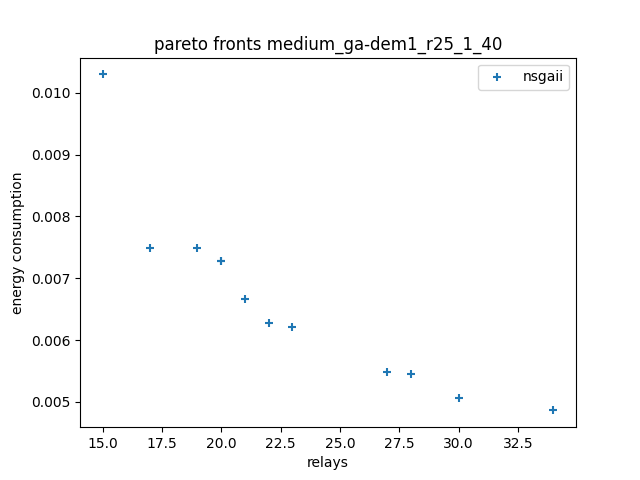 pareto fronts medium_ga-dem1_r25_1_40
nsgaii
0.010
0.009
0.008
0.007
0.006
0.005
energy consumption
15.0 17.5 20.0 22.5 25.0 27.5 30.0 32.5
relays